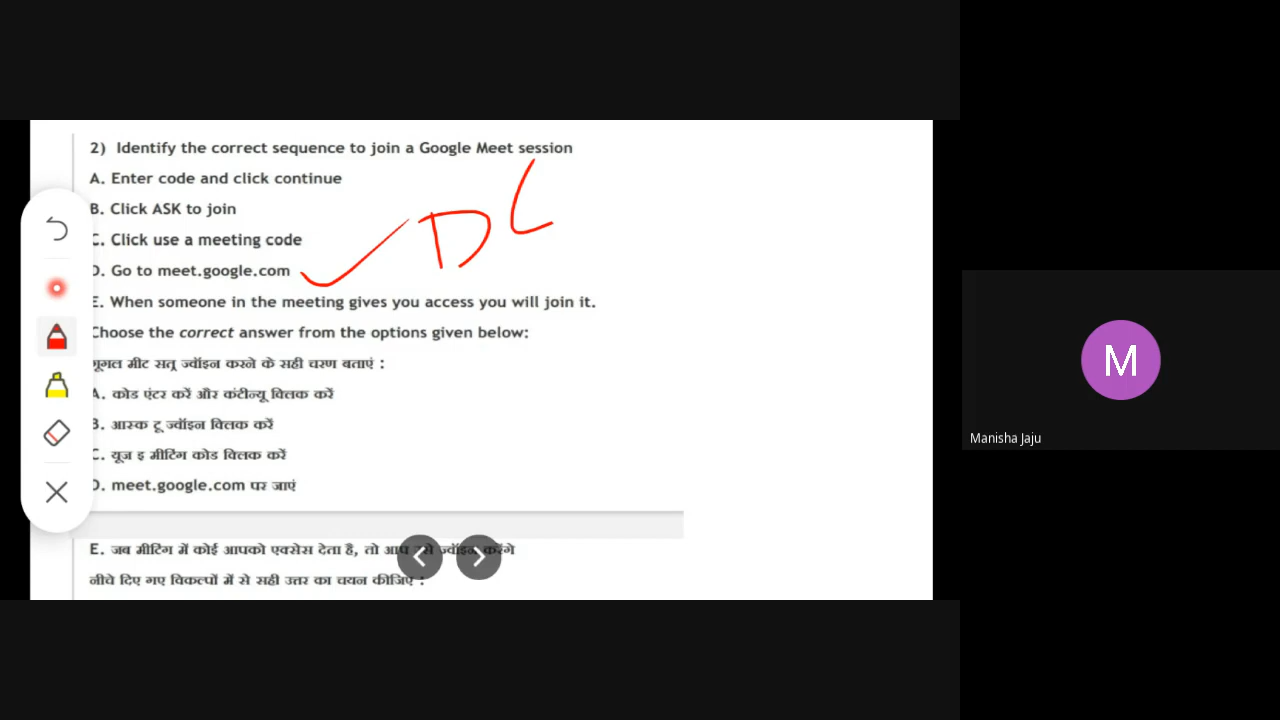 2) Identify the correct sequence to join a Google Meet session
A. Enter code and click continue
B. Click ASK to join
C. Click use a meeting code
D. Go to meet.google.com
D
E. When someone in the meeting gives you access you will join it.
Choose the correct answer from the options given below:
गूगल मीट सत्र ज्वॉइन करने के सही चरण बताएं :
A. कोड एंटर करें और कंटीन्यू क्लिक करें
B. आस्क टू ज्वॉइन क्लिक करें
C. यूज इ मीटिंग कोड क्लिक करें
D. meet.google.com पर जाएं
E. जब मीटिंग में कोई आपको एक्सेस देता है, तो आप उसे ज्वॉइन करेंगे
नीचे दिए गए विकल्पों में से सही उत्तर का चयन कीजिए :
M
Manisha Jaju